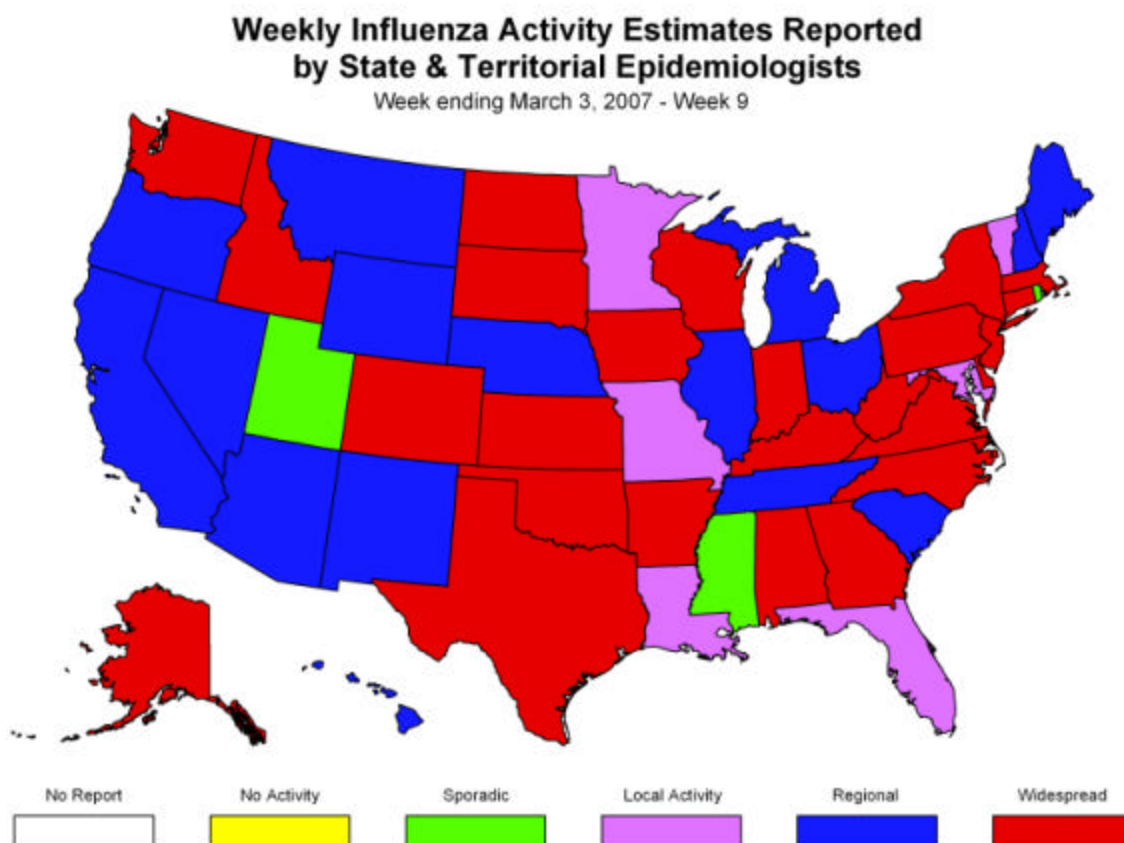 Weekly Influenza Activity Estimates Reported
by State & Territorial Epidemiologists
Week ending March 3, 2007 - Week 9
No Report
No Activity
Sporadic
Local Activity
Regional
Widespread